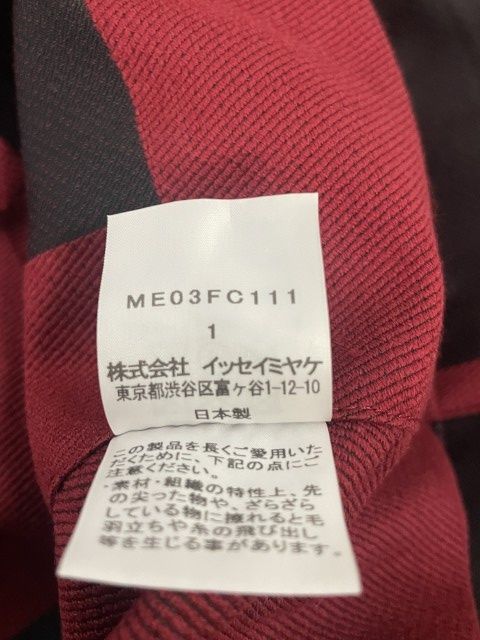 ME03FC111
1
株式会社 イッセイミヤケ
東京都渋谷区富ヶ谷1-12-10
日本製
この製品を長くご愛用いた
だくために、下記の点にご
注意ください。
・素材・組織の特性上、先
の尖った物や、ざらざら
している物に擦れると毛
羽立ちや糸の飛び出し
等を生じる事があります。